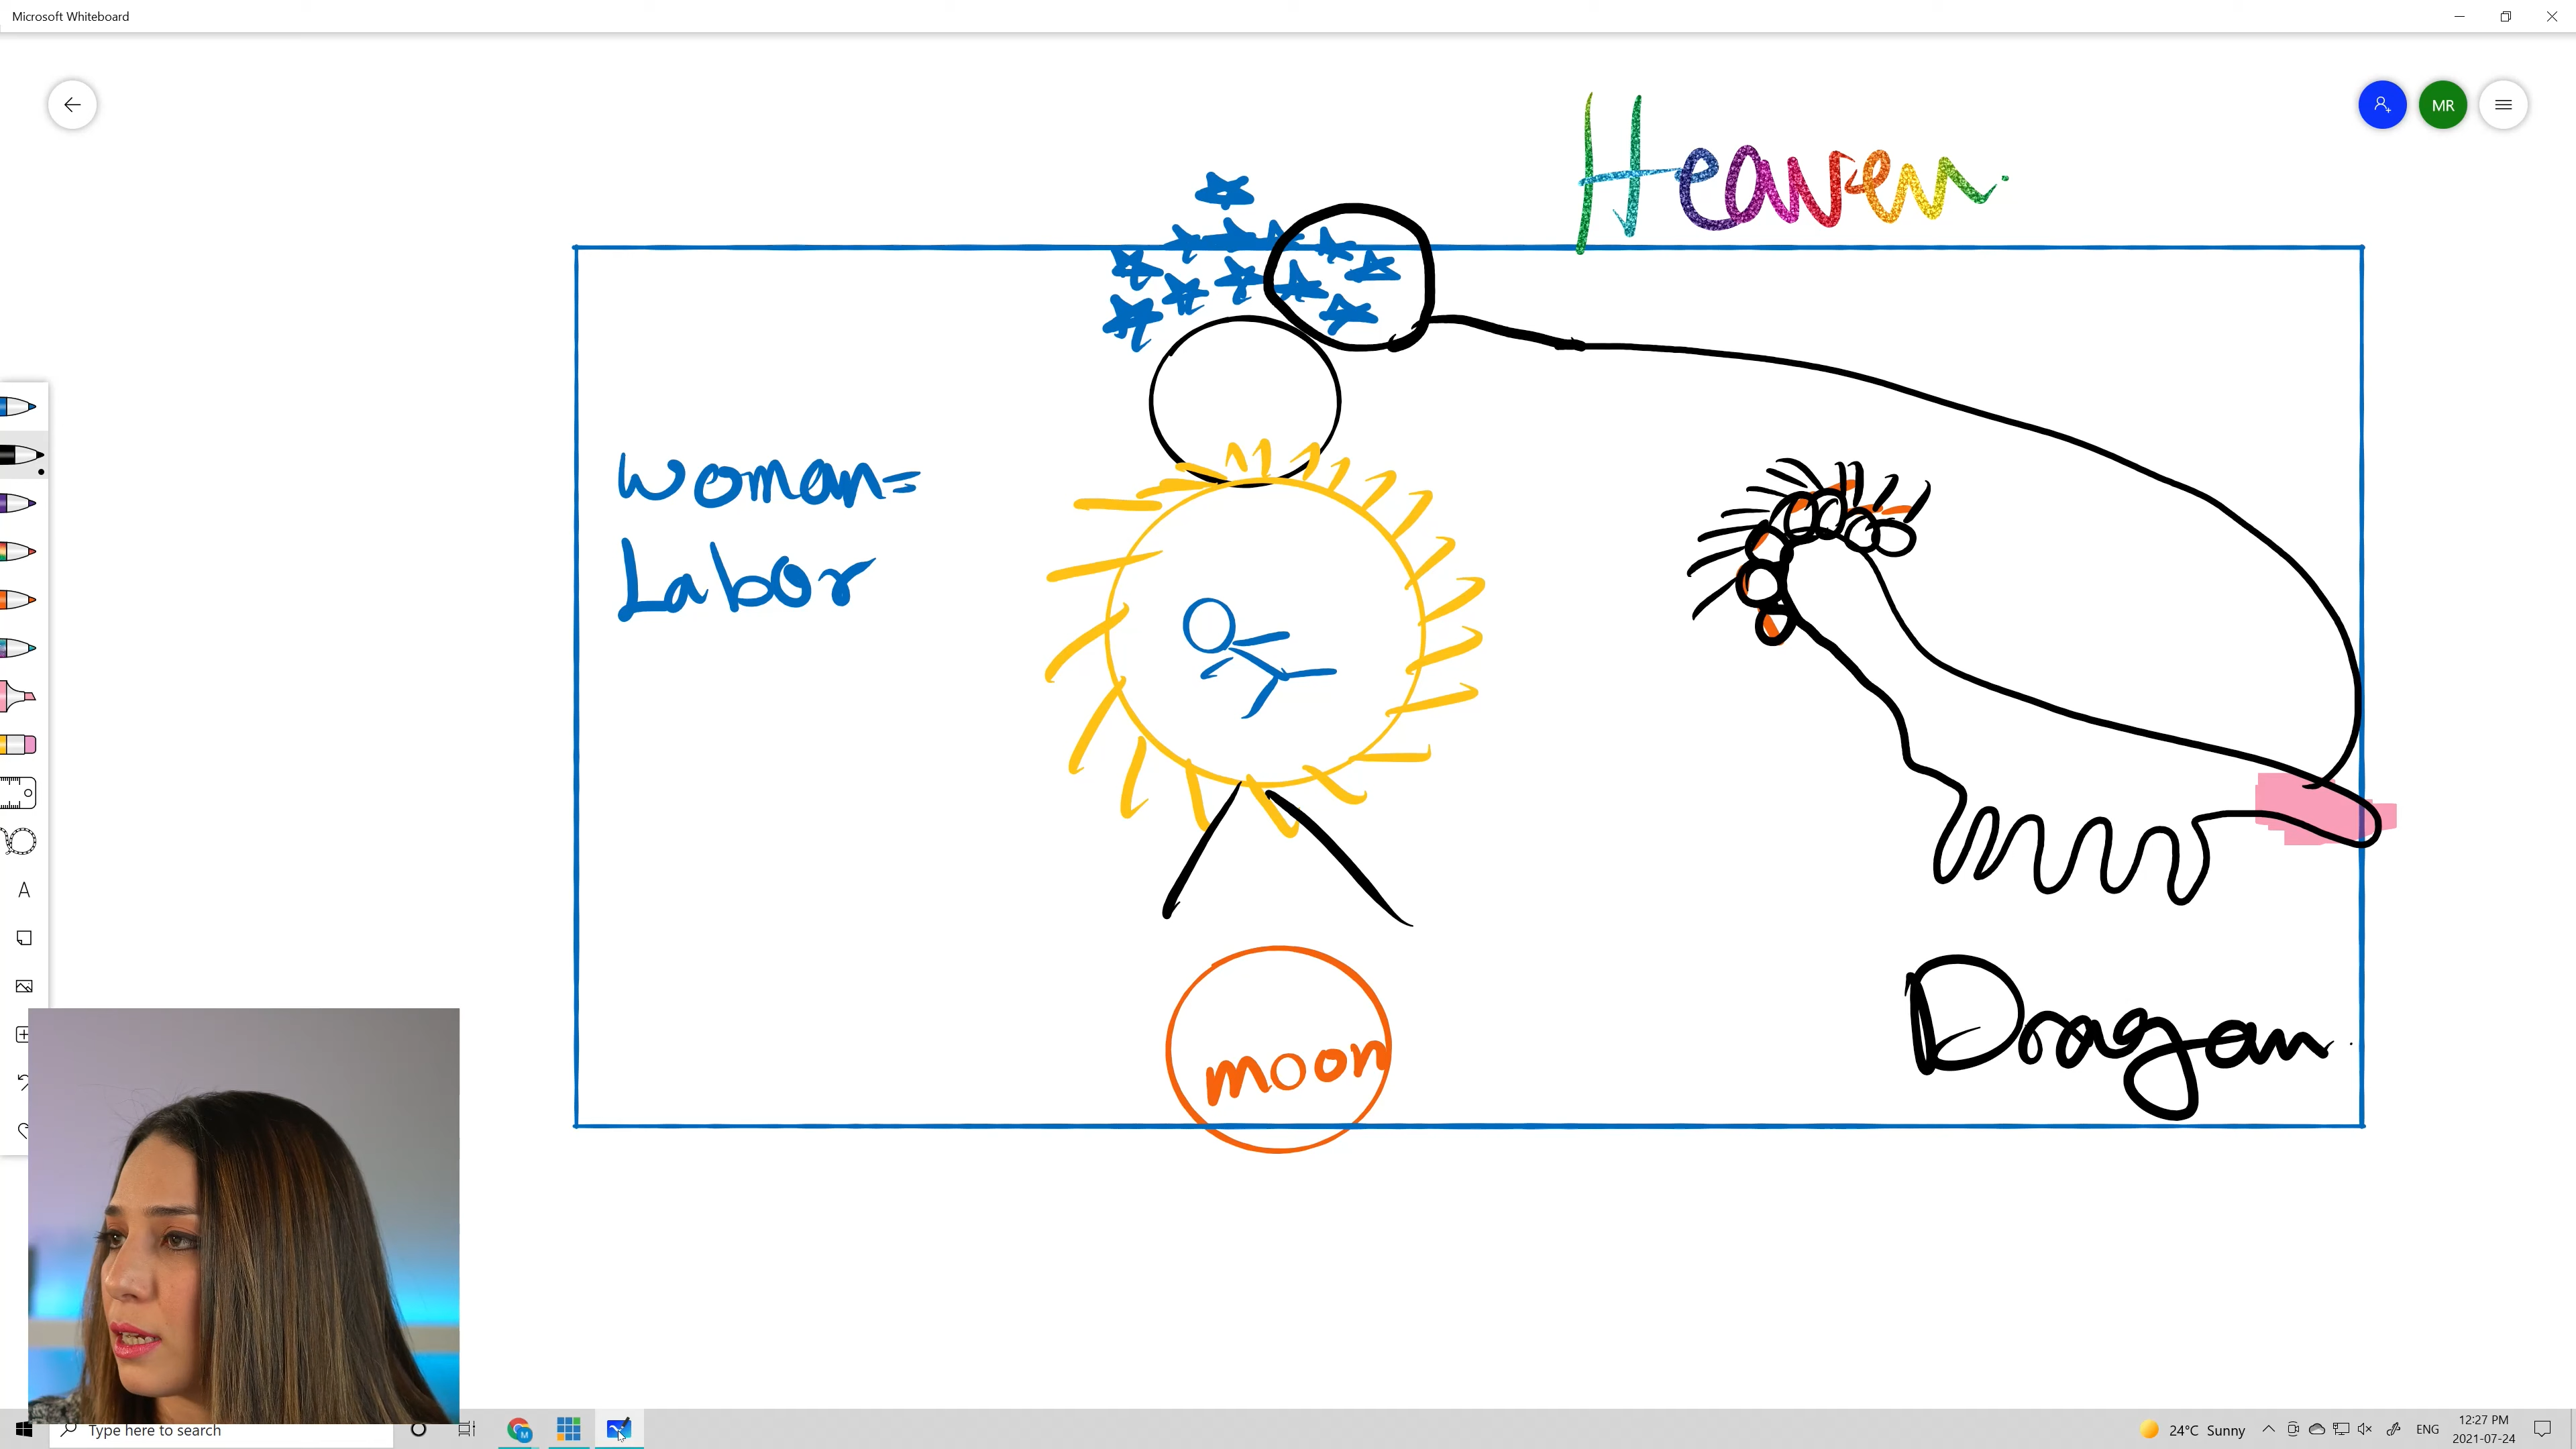 Microsoft Whiteboard
MR
Heaven.
Woman=
Labor
moon
Dragan.
A
Type here to search
M
24°C Sunny
ENG
12:27 PM
2021-07-24